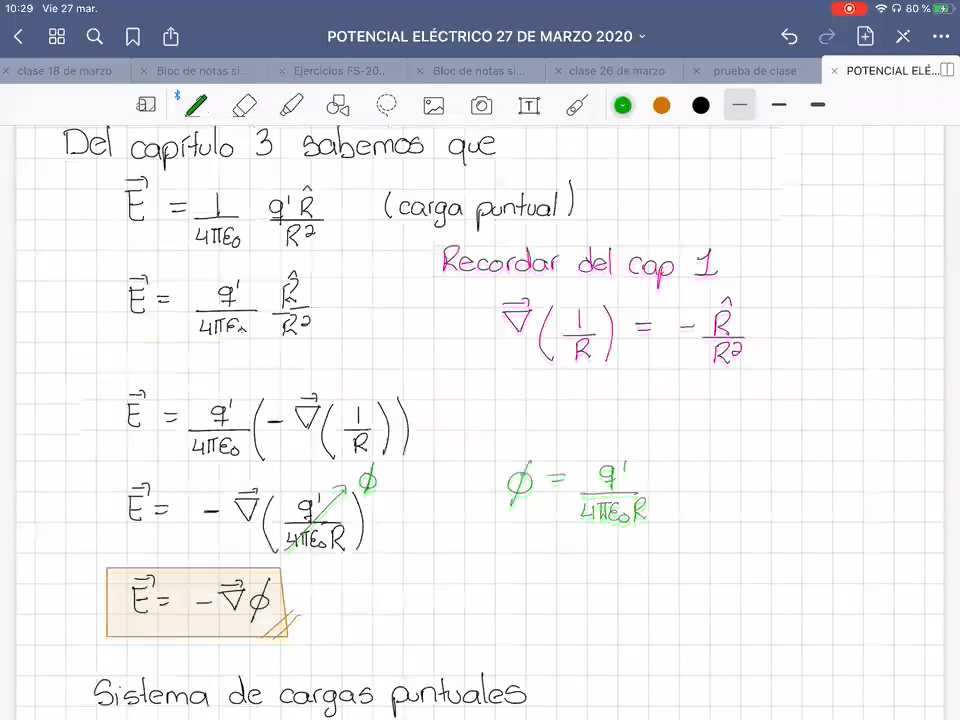 10:29 Vie 27 mar. 80 %
POTENCIAL ELÉCTRICO 27 DE MARZO 2020
clase 18 de marzo Bloc de notas si... Ejercicios FS-20... Bloc de notas si... clase 26 de marzo prueba de clase POTENCIAL ELÉ...
Del capítulo 3 sabemos que
E⃗ = 1/4πε₀ q' R̂/R² (carga puntual)
Recordar del cap 1
E⃗ = q'/4πε₀ R̂/R²
∇⃗ (1/R) = - R̂/R²
E⃗ = q'/4πε₀ (- ∇⃗ (1/R))
E⃗ = - ∇⃗ (q'/4πε₀R) ϕ
ϕ = q'/4πε₀R
E⃗ = - ∇⃗ϕ
Sistema de cargas puntuales